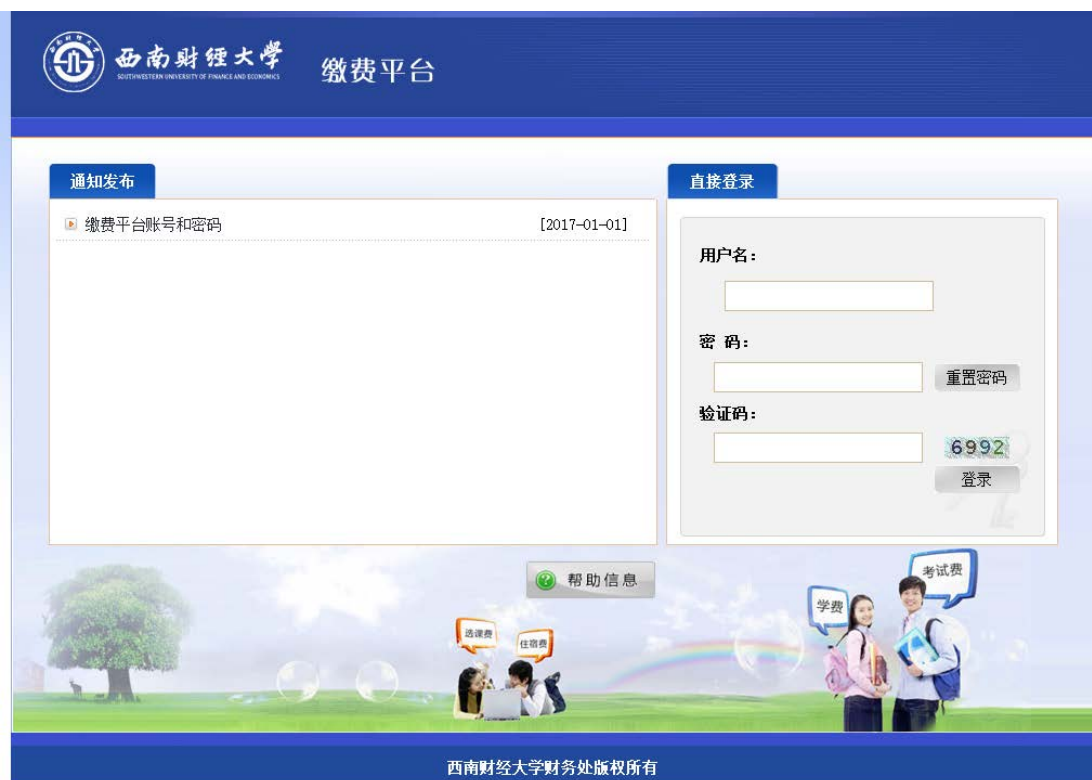 西南财经大学
SOUTHWESTERN UNIVERSITY OF FINANCE AND ECONOMICS
缴费平台
通知发布
缴费平台账号和密码 [2017-01-01]
直接登录
用户名：
密 码：
重置密码
验证码：
6992
登录
帮助信息
选课费
住宿费
学费
考试费
西南财经大学财务处版权所有